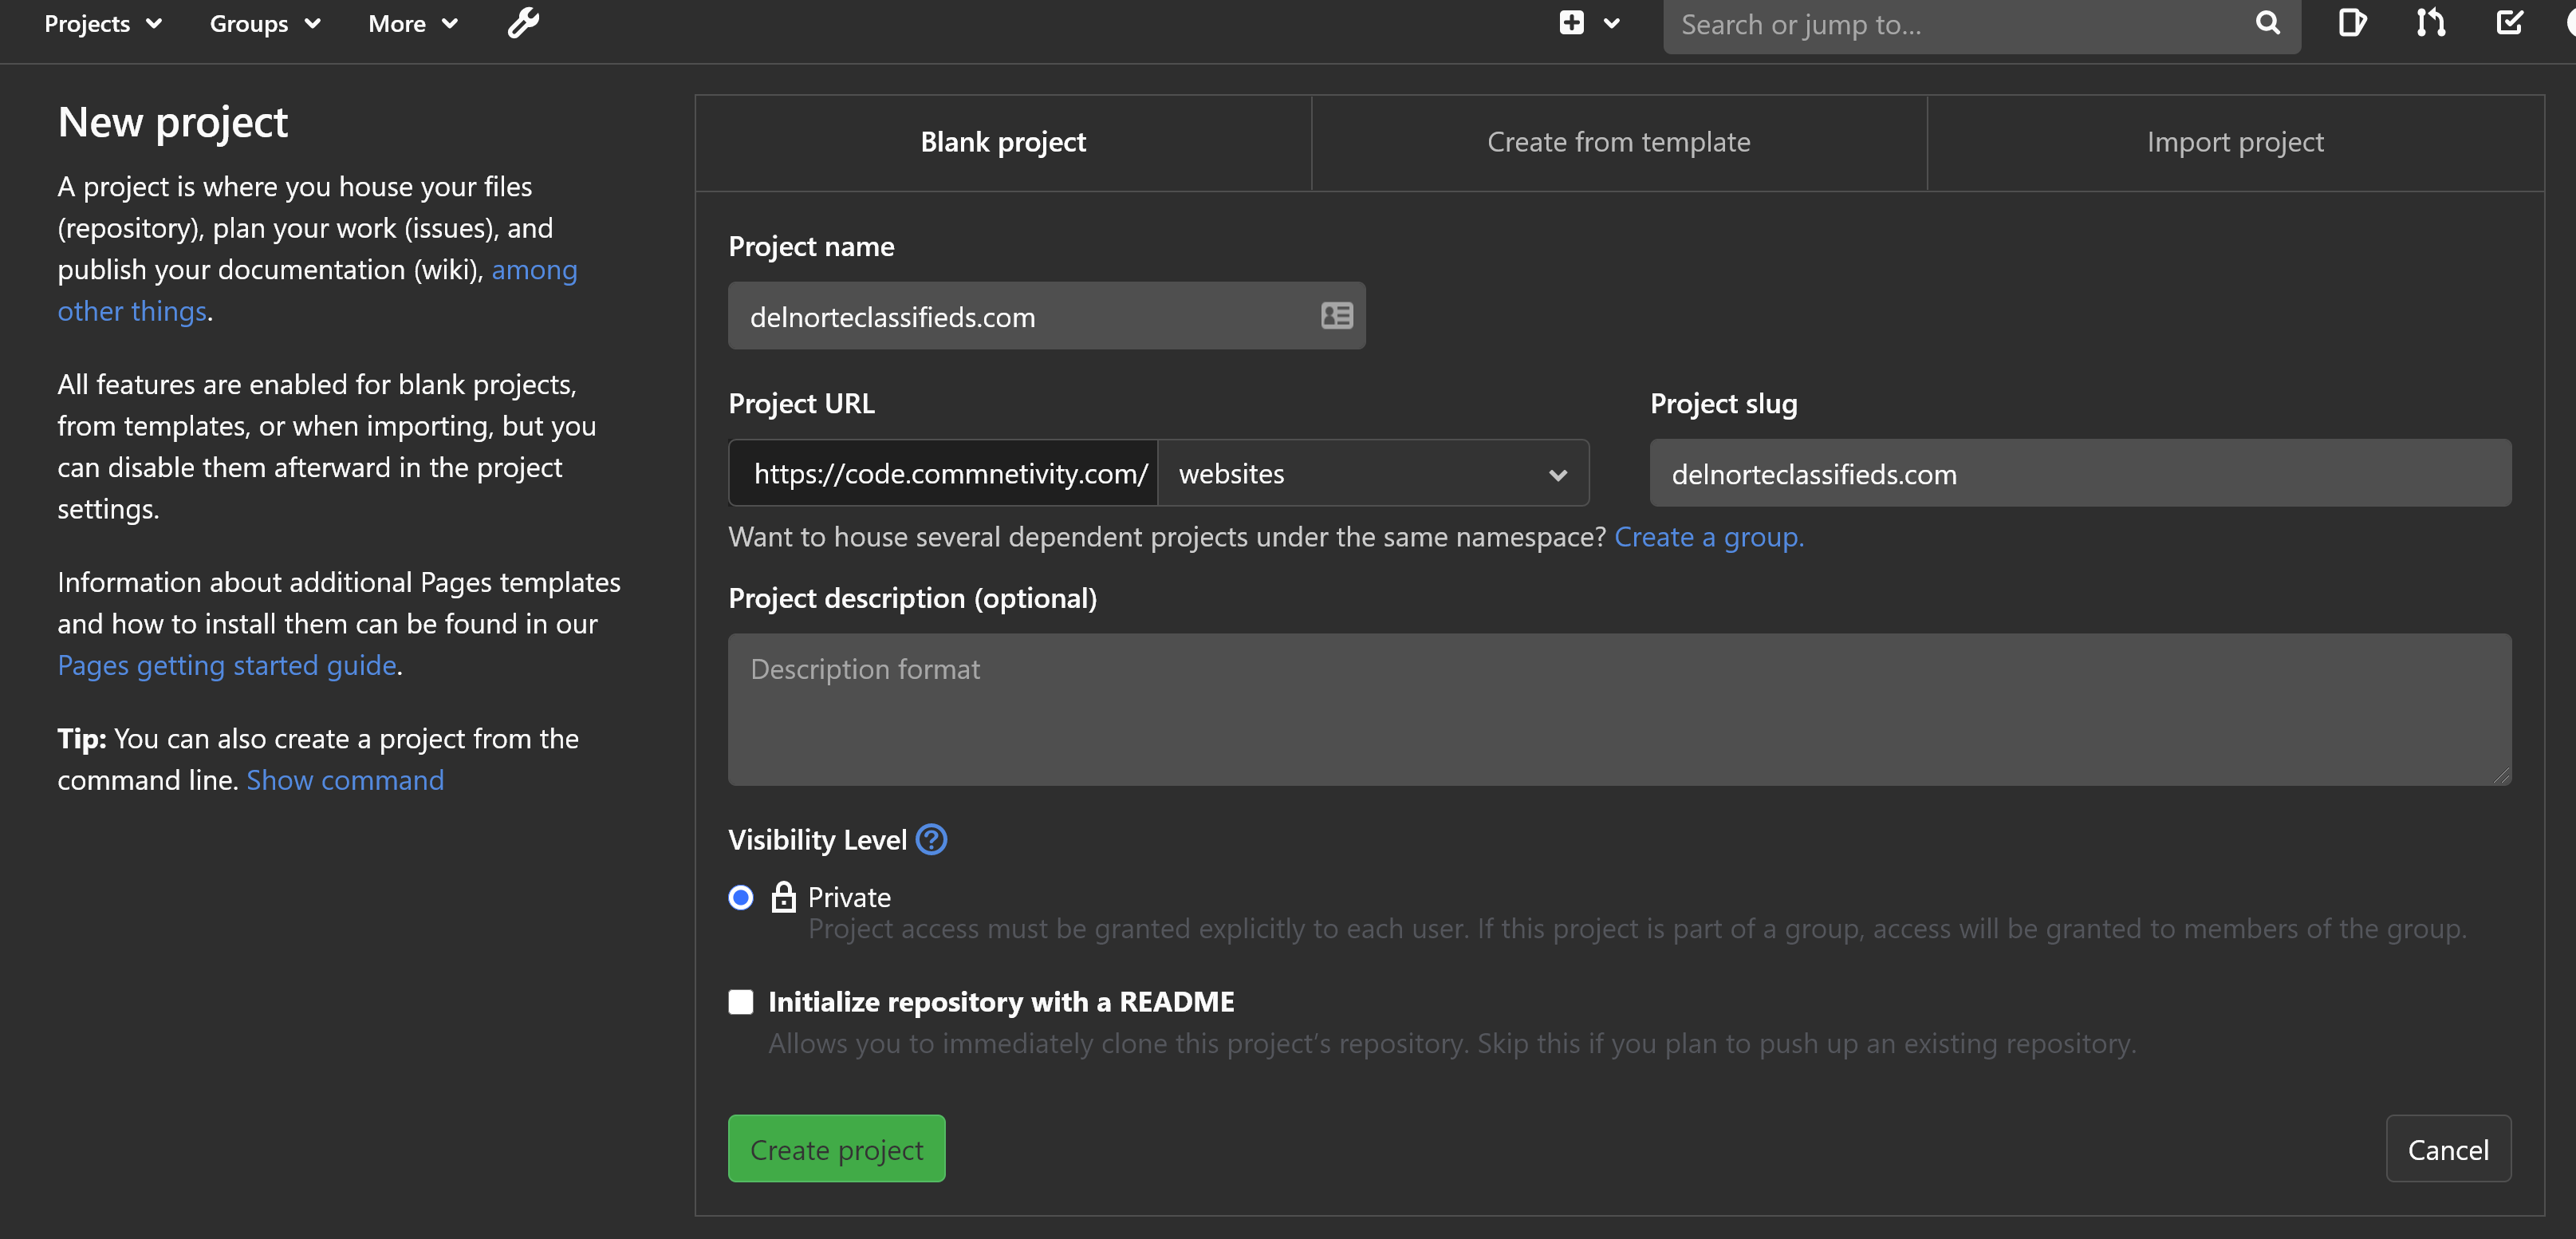 Projects Groups More Search or jump to...
New project
A project is where you house your files
(repository), plan your work (issues), and
publish your documentation (wiki), among
other things.
All features are enabled for blank projects,
from templates, or when importing, but you
can disable them afterward in the project
settings.
Information about additional Pages templates
and how to install them can be found in our
Pages getting started guide.
Tip: You can also create a project from the
command line. Show command
Blank project Create from template Import project
Project name
delnorteclassifieds.com
Project URL Project slug
https://code.commnetivity.com/ websites delnorteclassifieds.com
Want to house several dependent projects under the same namespace? Create a group.
Project description (optional)
Description format
Visibility Level ?
Private
Project access must be granted explicitly to each user. If this project is part of a group, access will be granted to members of the group.
Initialize repository with a README
Allows you to immediately clone this project’s repository. Skip this if you plan to push up an existing repository.
Create project Cancel